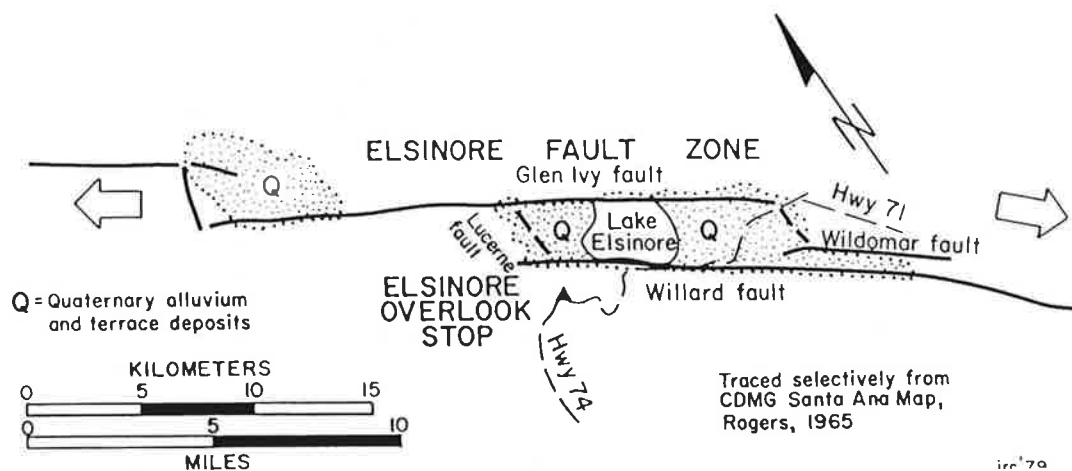 ELSINORE FAULT ZONE
Glen Ivy fault
Hwy 71
Q
Lucerne
fault
Q
Lake
Elsinore
Q
Wildomar fault
Q = Quaternary alluvium
and terrace deposits
ELSINORE
OVERLOOK
STOP
Willard fault
Hwy 74
KILOMETERS
0 5 10 15
0 5 10
MILES
Traced selectively from
CDMG Santa Ana Map,
Rogers, 1965
jrc '79